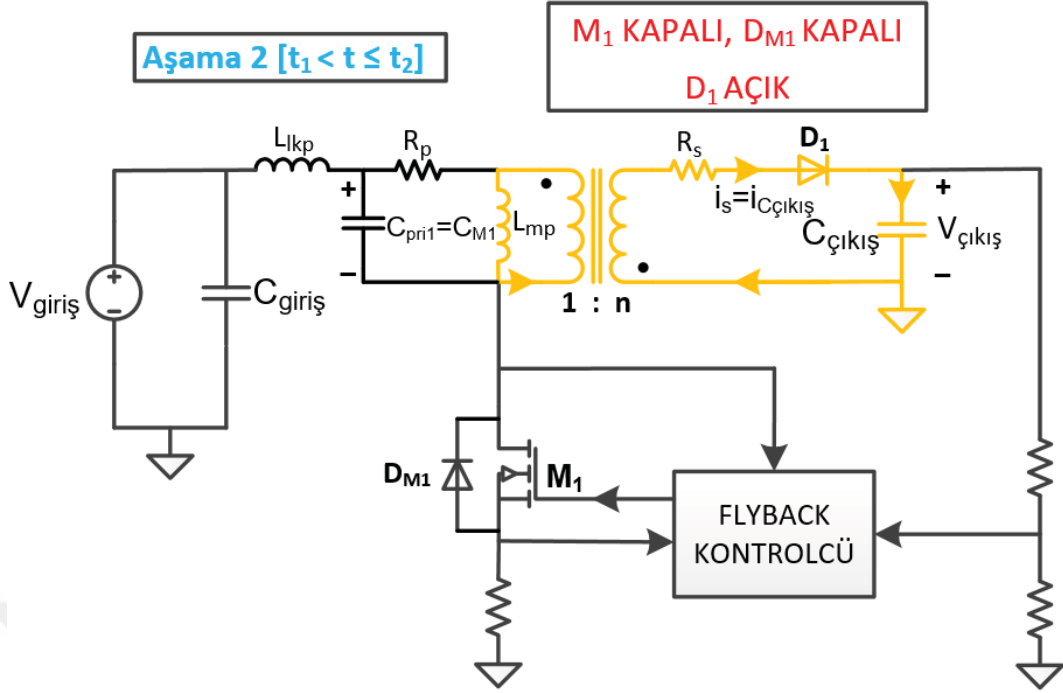 Aşama 2 [t₁ < t ≤ t₂]
M₁ KAPALI, D_M1 KAPALI
D₁ AÇIK
L_lkp
R_p
R_s
D₁
+
C_pri1=C_M1
L_mp
i_s=i_Cçıkış
C_çıkış
+
V_çıkış
−
−
V_giriş
+
−
C_giriş
1 : n
D_M1
M₁
FLYBACK
KONTROLCÜ